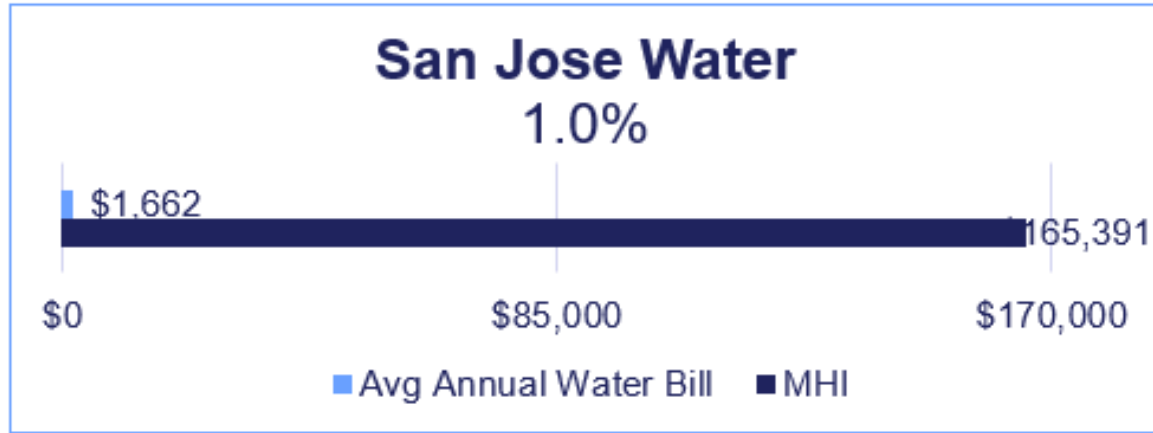 San Jose Water
1.0%
$1,662
165,391
$0 $85,000 $170,000
Avg Annual Water Bill MHI